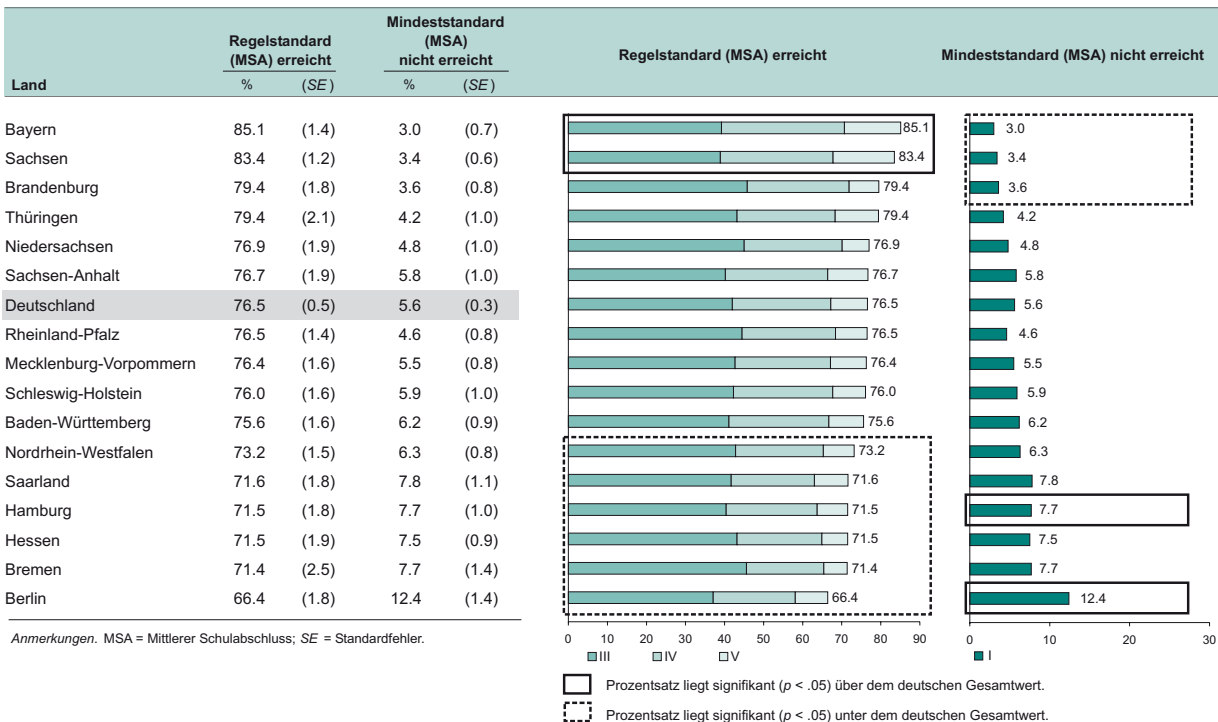 Land
Regelstandard
(MSA) erreicht
Mindeststandard
(MSA)
nicht erreicht
Regelstandard (MSA) erreicht
Mindeststandard (MSA) nicht erreicht
% (SE) % (SE)
Bayern 85.1 (1.4) 3.0 (0.7) 85.1 3.0
Sachsen 83.4 (1.2) 3.4 (0.6) 83.4 3.4
Brandenburg 79.4 (1.8) 3.6 (0.8) 79.4 3.6
Thüringen 79.4 (2.1) 4.2 (1.0) 79.4 4.2
Niedersachsen 76.9 (1.9) 4.8 (1.0) 76.9 4.8
Sachsen-Anhalt 76.7 (1.9) 5.8 (1.0) 76.7 5.8
Deutschland 76.5 (0.5) 5.6 (0.3) 76.5 5.6
Rheinland-Pfalz 76.5 (1.4) 4.6 (0.8) 76.5 4.6
Mecklenburg-Vorpommern 76.4 (1.6) 5.5 (0.8) 76.4 5.5
Schleswig-Holstein 76.0 (1.6) 5.9 (1.0) 76.0 5.9
Baden-Württemberg 75.6 (1.6) 6.2 (0.9) 75.6 6.2
Nordrhein-Westfalen 73.2 (1.5) 6.3 (0.8) 73.2 6.3
Saarland 71.6 (1.8) 7.8 (1.1) 71.6 7.8
Hamburg 71.5 (1.8) 7.7 (1.0) 71.5 7.7
Hessen 71.5 (1.9) 7.5 (0.9) 71.5 7.5
Bremen 71.4 (2.5) 7.7 (1.4) 71.4 7.7
Berlin 66.4 (1.8) 12.4 (1.4) 66.4 12.4
Anmerkungen. MSA = Mittlerer Schulabschluss; SE = Standardfehler.
0 10 20 30 40 50 60 70 80 90 0 10 20 30
III IV V I
Prozentsatz liegt signifikant (p < .05) über dem deutschen Gesamtwert.
Prozentsatz liegt signifikant (p < .05) unter dem deutschen Gesamtwert.